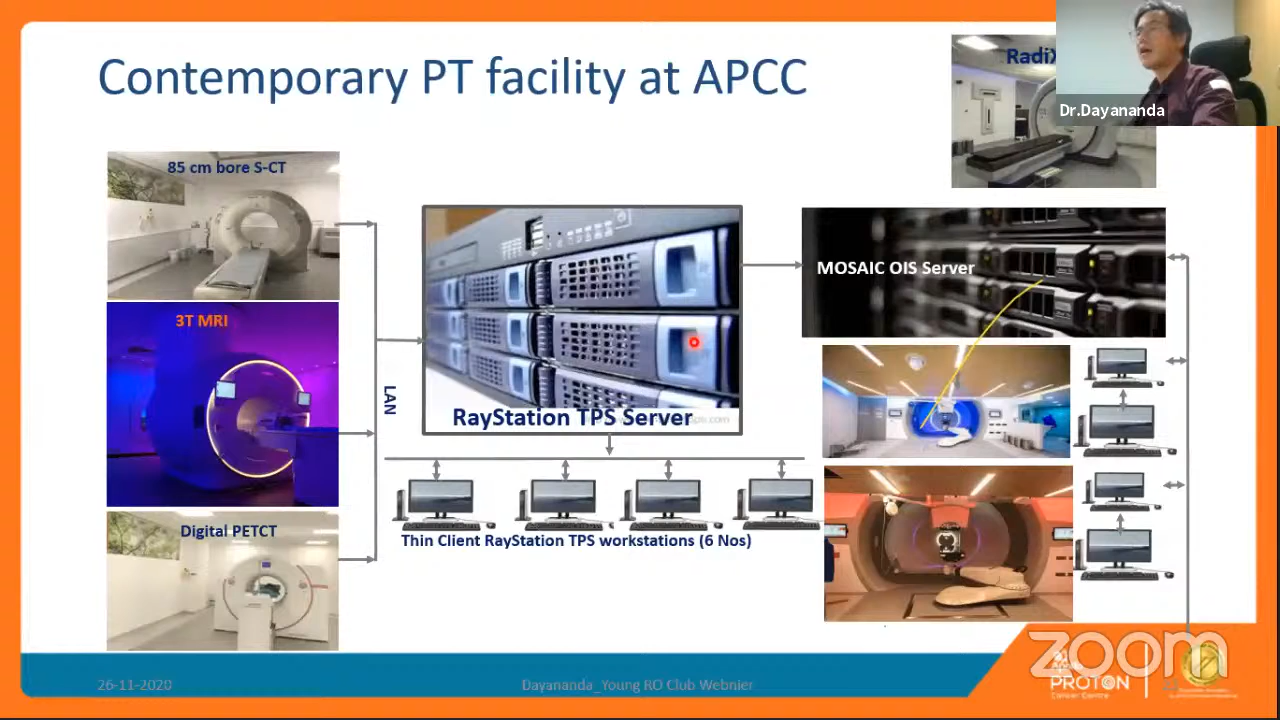 Contemporary PT facility at APCC
RadiX
Dr.Dayananda
85 cm bore S-CT
3T MRI
Digital PETCT
LAN
RayStation TPS Server
MOSAIC OIS Server
Thin Client RayStation TPS workstations (6 Nos)
26-11-2020
Dayananda_Young RO Club Webnier
zoom
PROTON
Cancer Centre